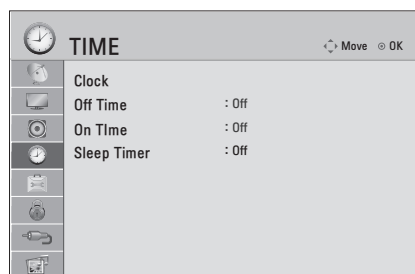 TIME Move OK
Clock
Off Time : Off
On TIme : Off
Sleep Timer : Off